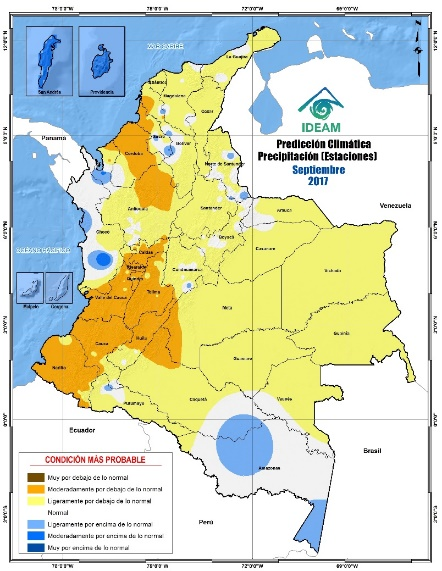 MAR CARIBE
San Andrés
Providencia
IDEAM
Predicción Climática
Precipitación (Estaciones)
Septiembre
2017
Panamá
Venezuela
OCÉANO PACÍFICO
La Guajira
Atlántico
Magdalena
Cesar
Sucre
Bolívar
Córdoba
Norte de Santander
Antioquia
Santander
Arauca
Chocó
Boyacá
Casanare
Caldas
Risaralda
Cundinamarca
Vichada
Malpelo
Gorgona
Valle del Cauca
Tolima
Meta
Guainía
Cauca
Huila
Guaviare
Nariño
Putumayo
Caquetá
Vaupés
Ecuador
Amazonas
Brasil
Perú
CONDICIÓN MÁS PROBABLE
Muy por debajo de lo normal
Moderadamente por debajo de lo normal
Ligeramente por debajo de lo normal
Normal
Ligeramente por encima de lo normal
Moderadamente por encima de lo normal
Muy por encima de lo normal